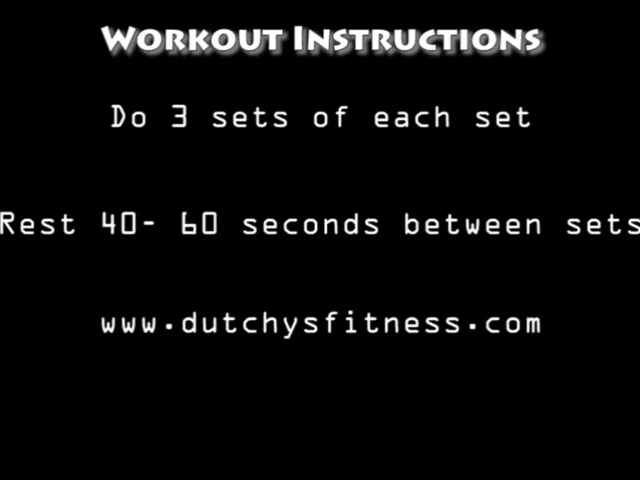 Workout Instructions
Do 3 sets of each set
Rest 40- 60 seconds between sets
www.dutchysfitness.com